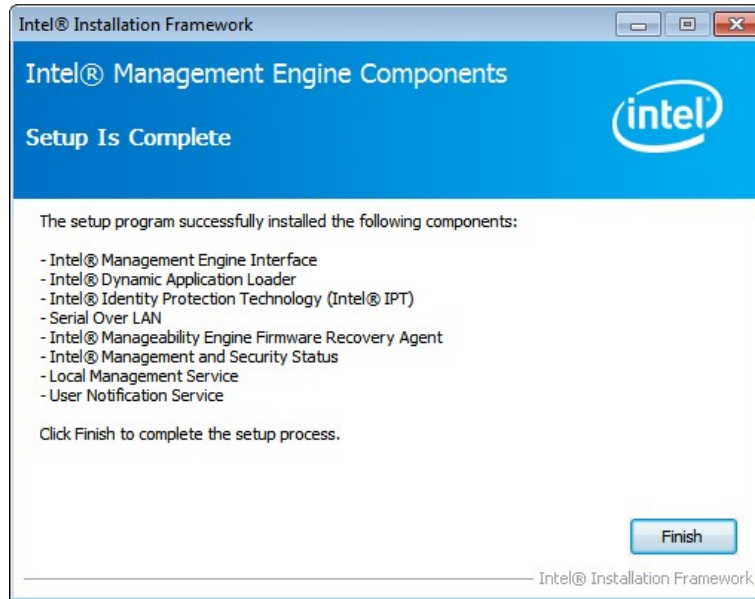 Intel® Installation Framework
Intel® Management Engine Components
Setup Is Complete
intel®
The setup program successfully installed the following components:
- Intel® Management Engine Interface
- Intel® Dynamic Application Loader
- Intel® Identity Protection Technology (Intel® IPT)
- Serial Over LAN
- Intel® Manageability Engine Firmware Recovery Agent
- Intel® Management and Security Status
- Local Management Service
- User Notification Service
Click Finish to complete the setup process.
Finish
Intel® Installation Framework